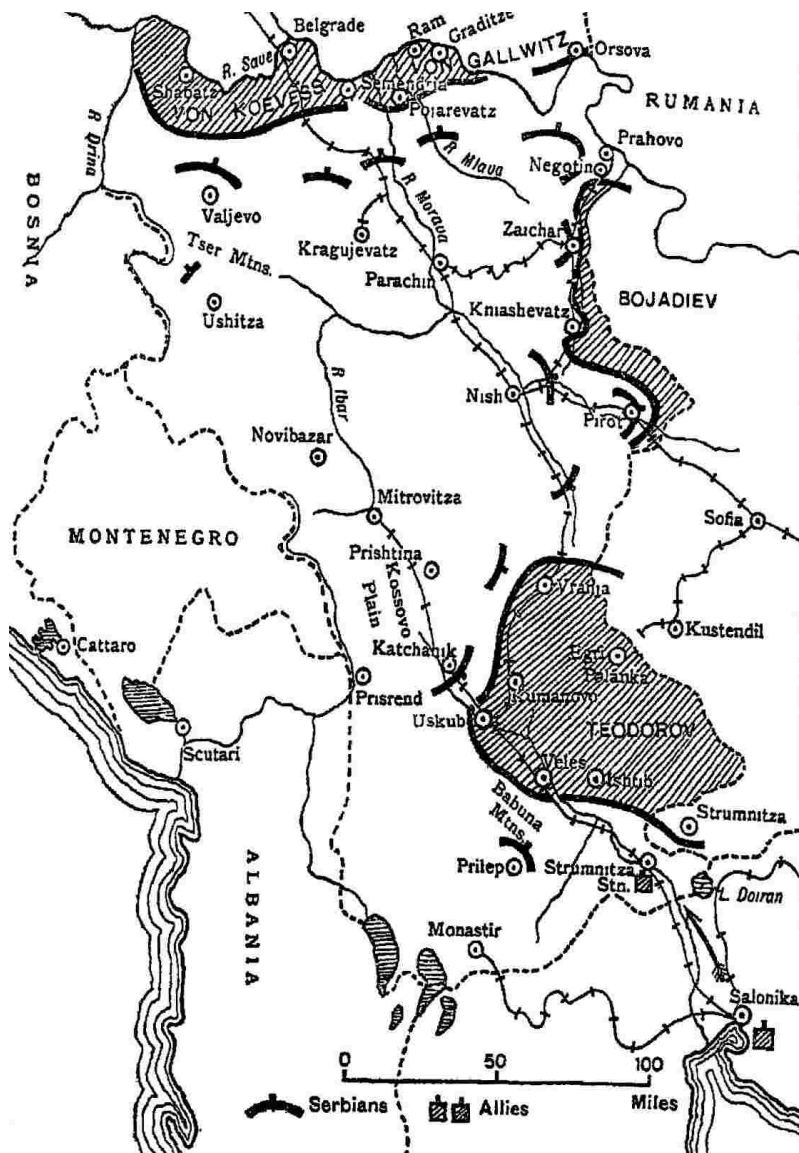 Belgrade
Ram
Graditze
GALLWITZ
Orsova
R. Save
Shabatz
VON KOEVESS
Semendria
Pojarevatz
RUMANIA
R Drina
Prahovo
Negotin
R Mlava
BOSNIA
Valjevo
R Morava
Kragujevatz
Zaichar
Tser Mtns.
Parachin
Ushitza
Kniashevatz
BOJADIEV
R Ibar
Nish
Pirot
Novibazar
Mitrovitza
Sofia
MONTENEGRO
Prishtina
Kossovo
Plain
Vranja
Kustendil
Cattaro
Katchanik
Egri
Palanka
Prisrend
Kumanovo
Uskub
TEODOROV
Scutari
Veles
Ishtib
Babuna
Mtns.
Strumnitza
Prilep
Strumnitza
Stn.
L. Doiran
ALBANIA
Monastir
Salonika
0 50 100
Miles
Serbians
Allies